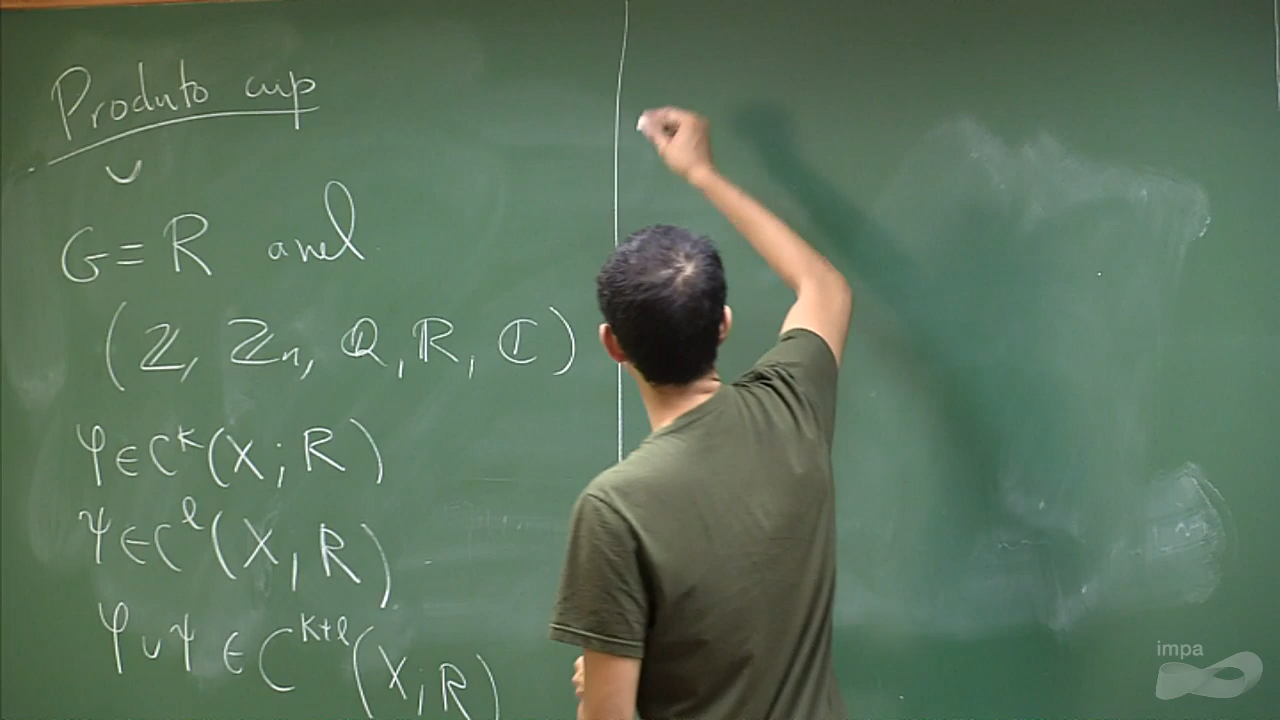 Produto cup
∪
G = R anel
(ℤ, ℤn, ℚ, ℝ, ℂ)
φ ∈ C^k(X; R)
ψ ∈ C^l(X, R)
φ ∪ ψ ∈ C^{k+l}(X; R)
impa